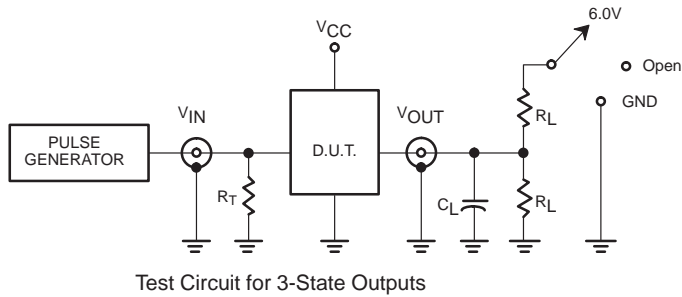 6.0V
VCC
Open
VIN
VOUT
RL
GND
PULSE
GENERATOR
D.U.T.
RT
CL
RL
Test Circuit for 3-State Outputs